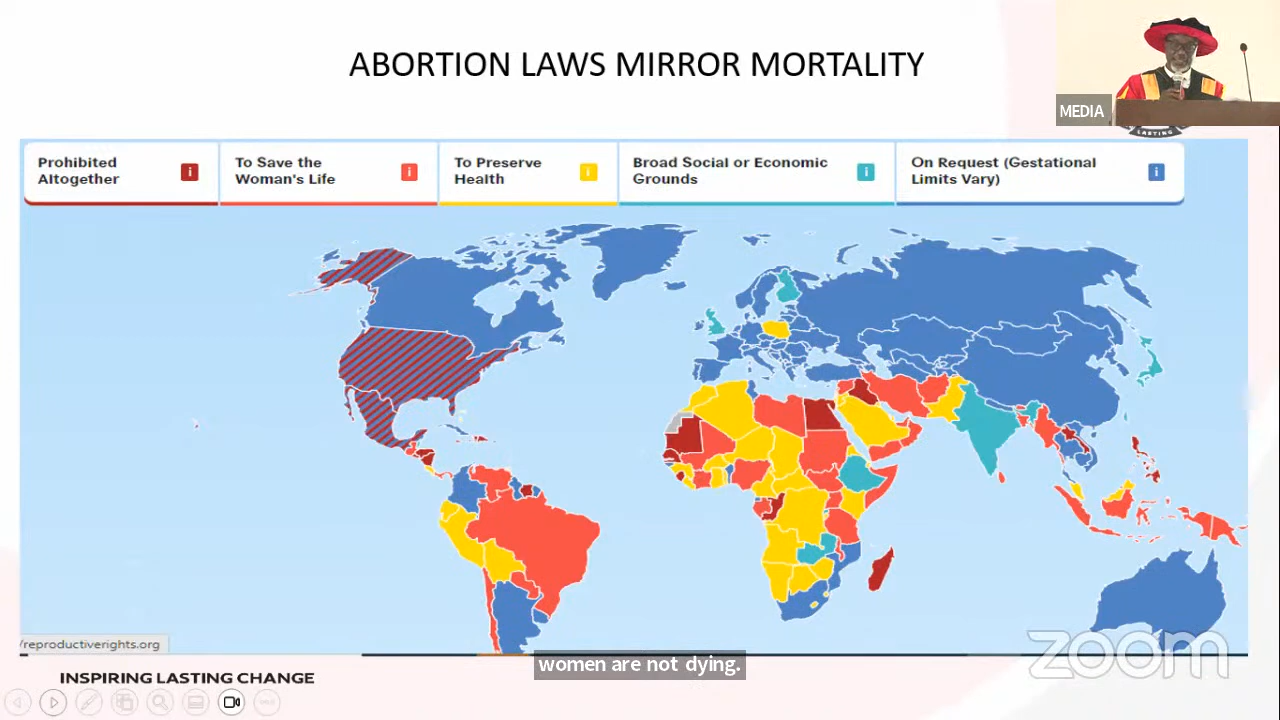 ABORTION LAWS MIRROR MORTALITY
MEDIA
LASTING
Prohibited
Altogether
i
To Save the
Woman's Life
i
To Preserve
Health
i
Broad Social or Economic
Grounds
i
On Request (Gestational
Limits Vary)
i
/reproductiverights.org
zoom
women are not dying.
INSPIRING LASTING CHANGE